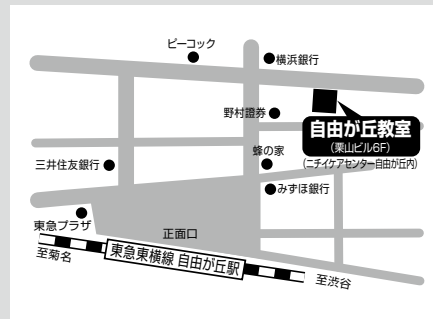 ピーコック
横浜銀行
野村證券
自由が丘教室
(栗山ビル6F)
(ニチイケアセンター自由が丘内)
蜂の家
三井住友銀行
みずほ銀行
東急プラザ
正面口
東急東横線 自由が丘駅
至菊名
至渋谷